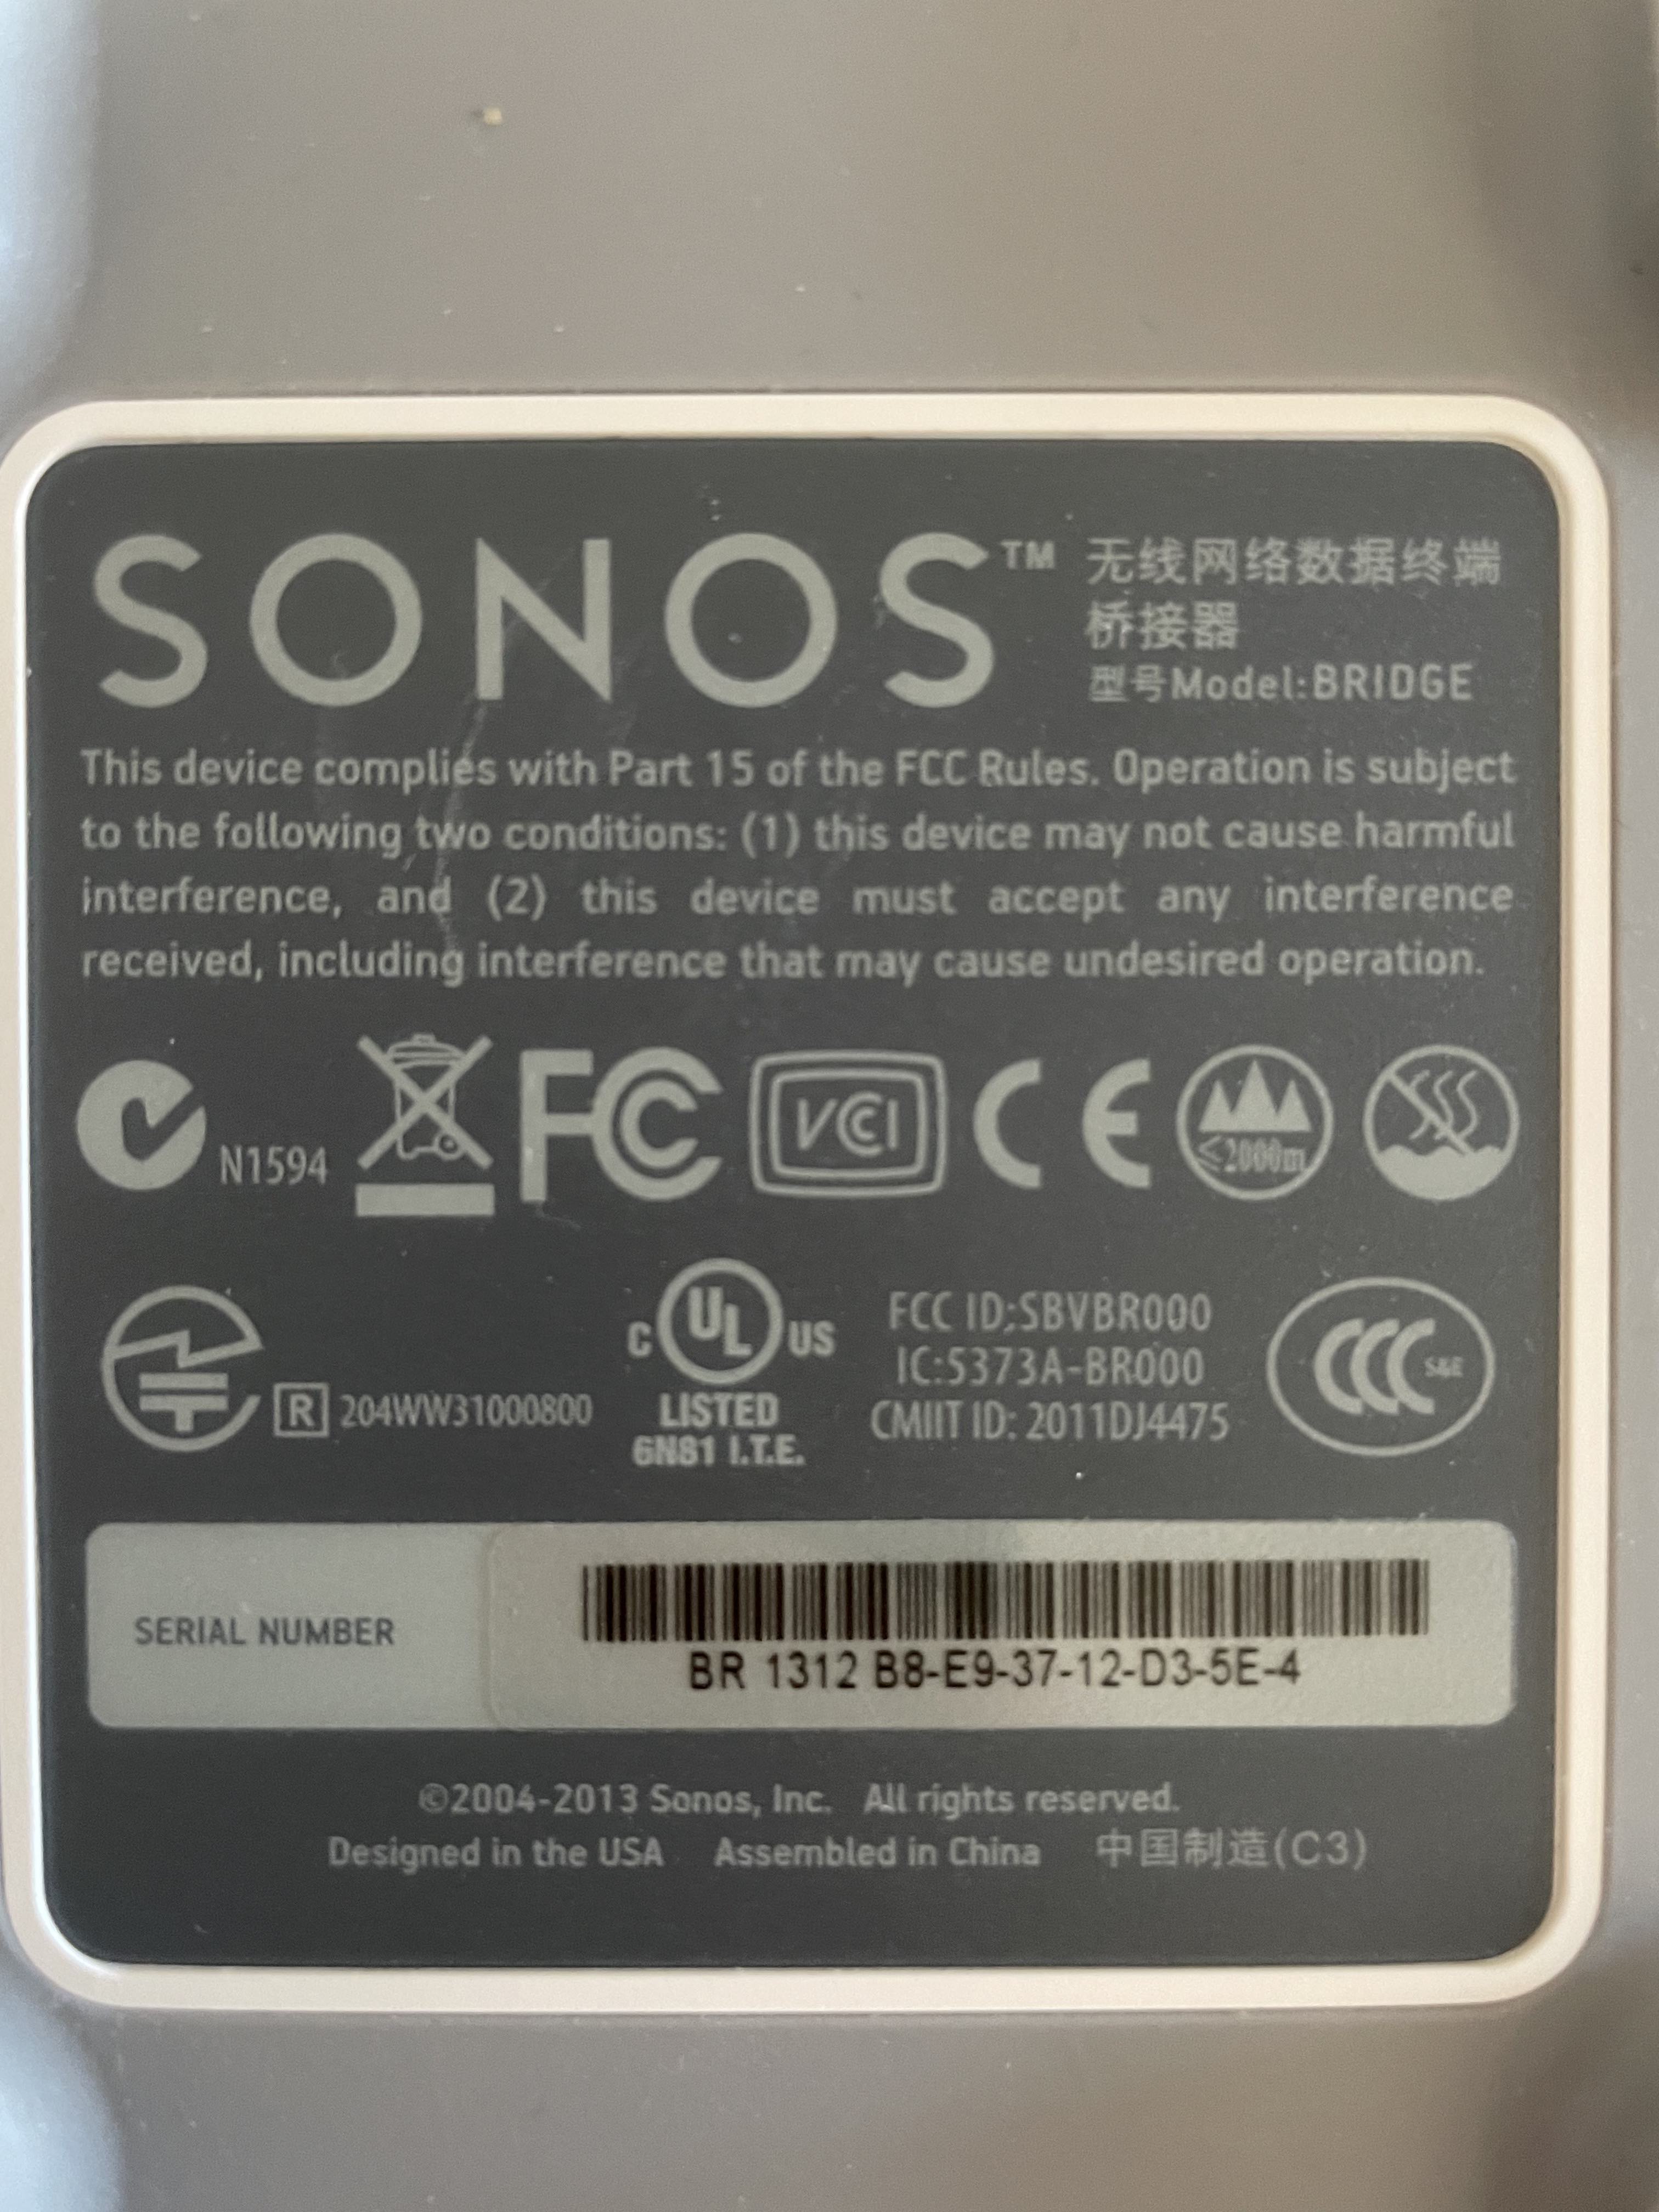 SONOS™ 无线网络数据终端
桥接器
型号Model:BRIDGE
This device complies with Part 15 of the FCC Rules. Operation is subject
to the following two conditions: (1) this device may not cause harmful
interference, and (2) this device must accept any interference
received, including interference that may cause undesired operation.
N1594 FC VCCI CE ≤2000m
R 204WW31000800
C UL US
LISTED
6N81 I.T.E.
FCC ID:SBVBR000
IC:5373A-BR000
CMIIT ID: 2011DJ4475
CCC S&E
SERIAL NUMBER
BR 1312 B8-E9-37-12-D3-5E-4
©2004-2013 Sonos, Inc. All rights reserved.
Designed in the USA Assembled in China 中国制造(C3)